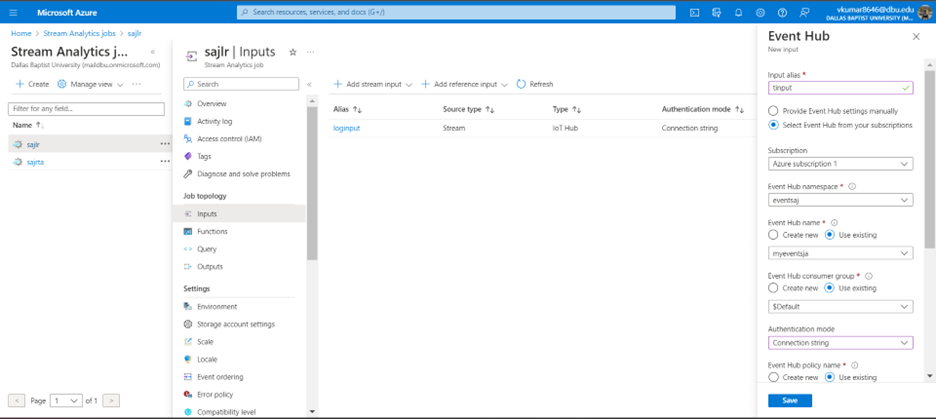 Microsoft Azure
Search resources, services, and docs (G+/)
vkumar8646@dbu.edu
DALLAS BAPTIST UNIVERSITY (M...
Home > Stream Analytics jobs > sajlr
Stream Analytics j... «
Dallas Baptist University (maildbu.onmicrosoft.com)
+ Create Manage view ...
Filter for any field...
Name ↑
sajlr ...
sajrta ...
Page 1 of 1
sajlr | Inputs ☆ ...
Stream Analytics job
Search «
Overview
Activity log
Access control (IAM)
Tags
Diagnose and solve problems
Job topology
Inputs
Functions
Query
Outputs
Settings
Environment
Storage account settings
Scale
Locale
Event ordering
Error policy
Compatibility level
+ Add stream input + Add reference input Refresh
Alias ↑↓ Source type ↑↓ Type ↑↓ Authentication mode ↑↓
loginput Stream IoT Hub Connection string
Event Hub
New input
Input alias *
tinput
Provide Event Hub settings manually
Select Event Hub from your subscriptions
Subscription
Azure subscription 1
Event Hub namespace *
eventsaj
Event Hub name *
Create new Use existing
myeventsja
Event Hub consumer group *
Create new Use existing
$Default
Authentication mode
Connection string
Event Hub policy name *
Create new Use existing
Save